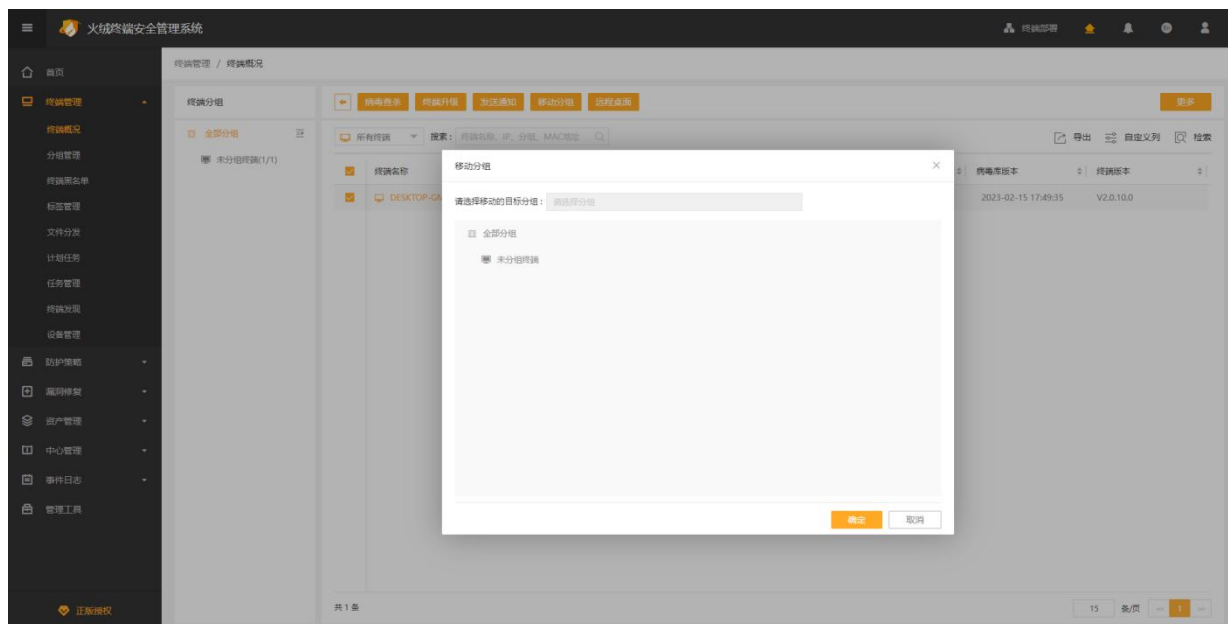 火绒终端安全管理系统
终端部署
首页
终端管理
终端概况
分组管理
终端黑名单
标签管理
文件分发
计划任务
任务管理
终端发现
设备管理
防护策略
漏洞修复
资产管理
中心管理
事件日志
管理工具
正版授权
终端管理 / 终端概况
终端分组
全部分组
未分组终端(1/1)
病毒查杀 终端升级 发送通知 移动分组 远程桌面 更多
所有终端 搜索: 终端名称、IP、分组、MAC地址 导出 自定义列 检索
终端名称 病毒库版本 终端版本
DESKTOP-GM 2023-02-15 17:49:35 V2.0.10.0
移动分组
请选择移动的目标分组: 请选择分组
全部分组
未分组终端
确定 取消
共 1 条 15 条/页 1